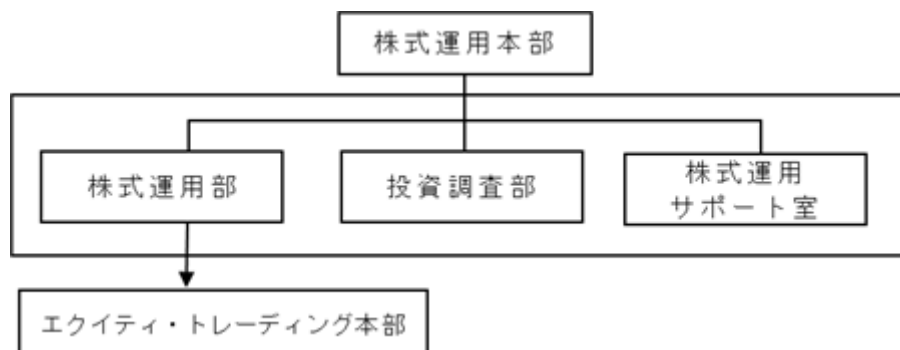 株式運用本部
株式運用部
投資調査部
株式運用
サポート室
エクイティ・トレーディング本部